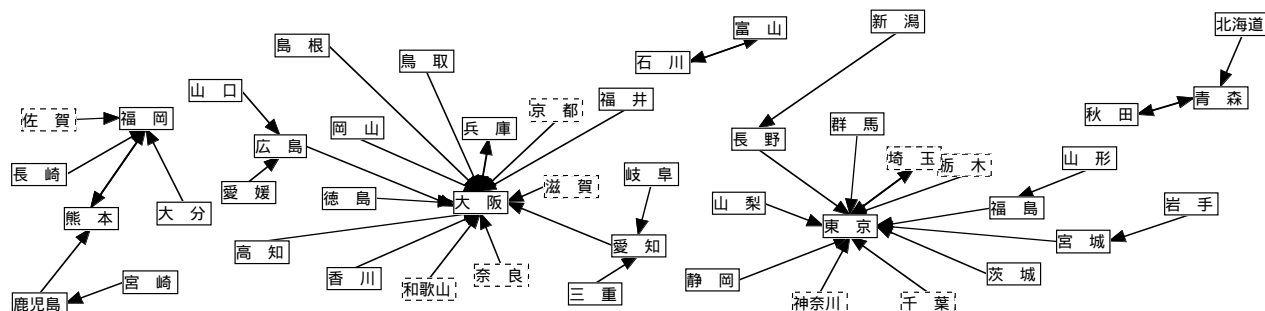 島　根
鳥　取
富　山
石　川
新　潟
北海道
山　口
佐　賀
福　岡
岡　山
兵　庫
京　都
福　井
群　馬
長　野
秋　田
青　森
広　島
埼　玉
栃　木
山　形
長　崎
愛　媛
徳　島
大　阪
滋　賀
岐　阜
熊　本
大　分
山　梨
東　京
福　島
岩　手
高　知
愛　知
宮　城
香　川
和歌山
奈　良
三　重
静　岡
神奈川
千　葉
茨　城
鹿児島
宮　崎